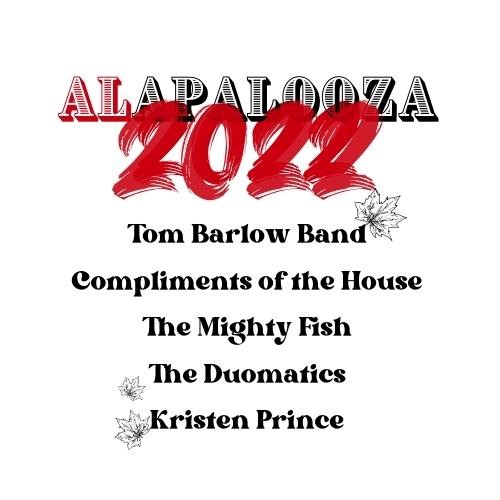 ALAPALOOZA
2022
Tom Barlow Band
Compliments of the House
The Mighty Fish
The Duomatics
Kristen Prince